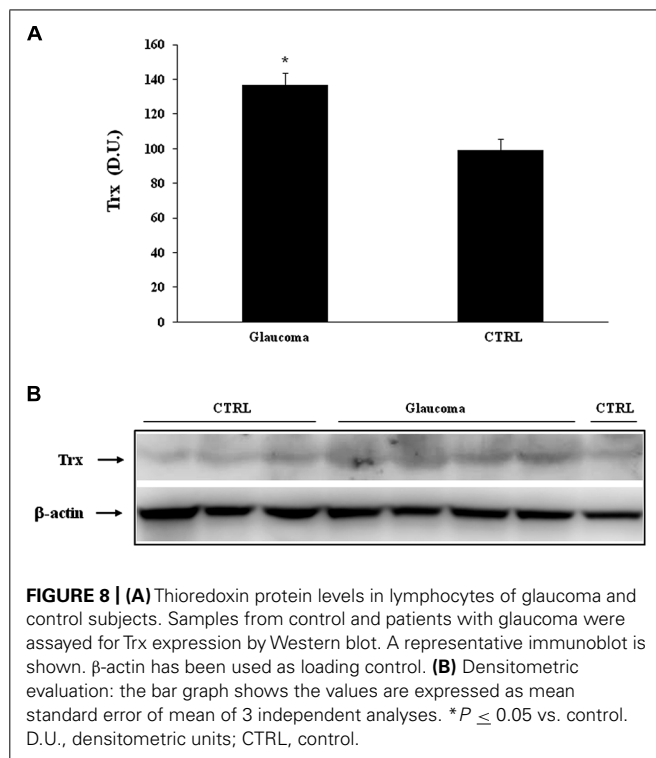 A
160
140
120
100
80
60
40
20
0
Trx (D.U.)
*
Glaucoma
CTRL
B
CTRL
Glaucoma
CTRL
Trx
β-actin
FIGURE 8 | (A) Thioredoxin protein levels in lymphocytes of glaucoma and
control subjects. Samples from control and patients with glaucoma were
assayed for Trx expression by Western blot. A representative immunoblot is
shown. β-actin has been used as loading control. (B) Densitometric
evaluation: the bar graph shows the values are expressed as mean
standard error of mean of 3 independent analyses. *P ≤ 0.05 vs. control.
D.U., densitometric units; CTRL, control.